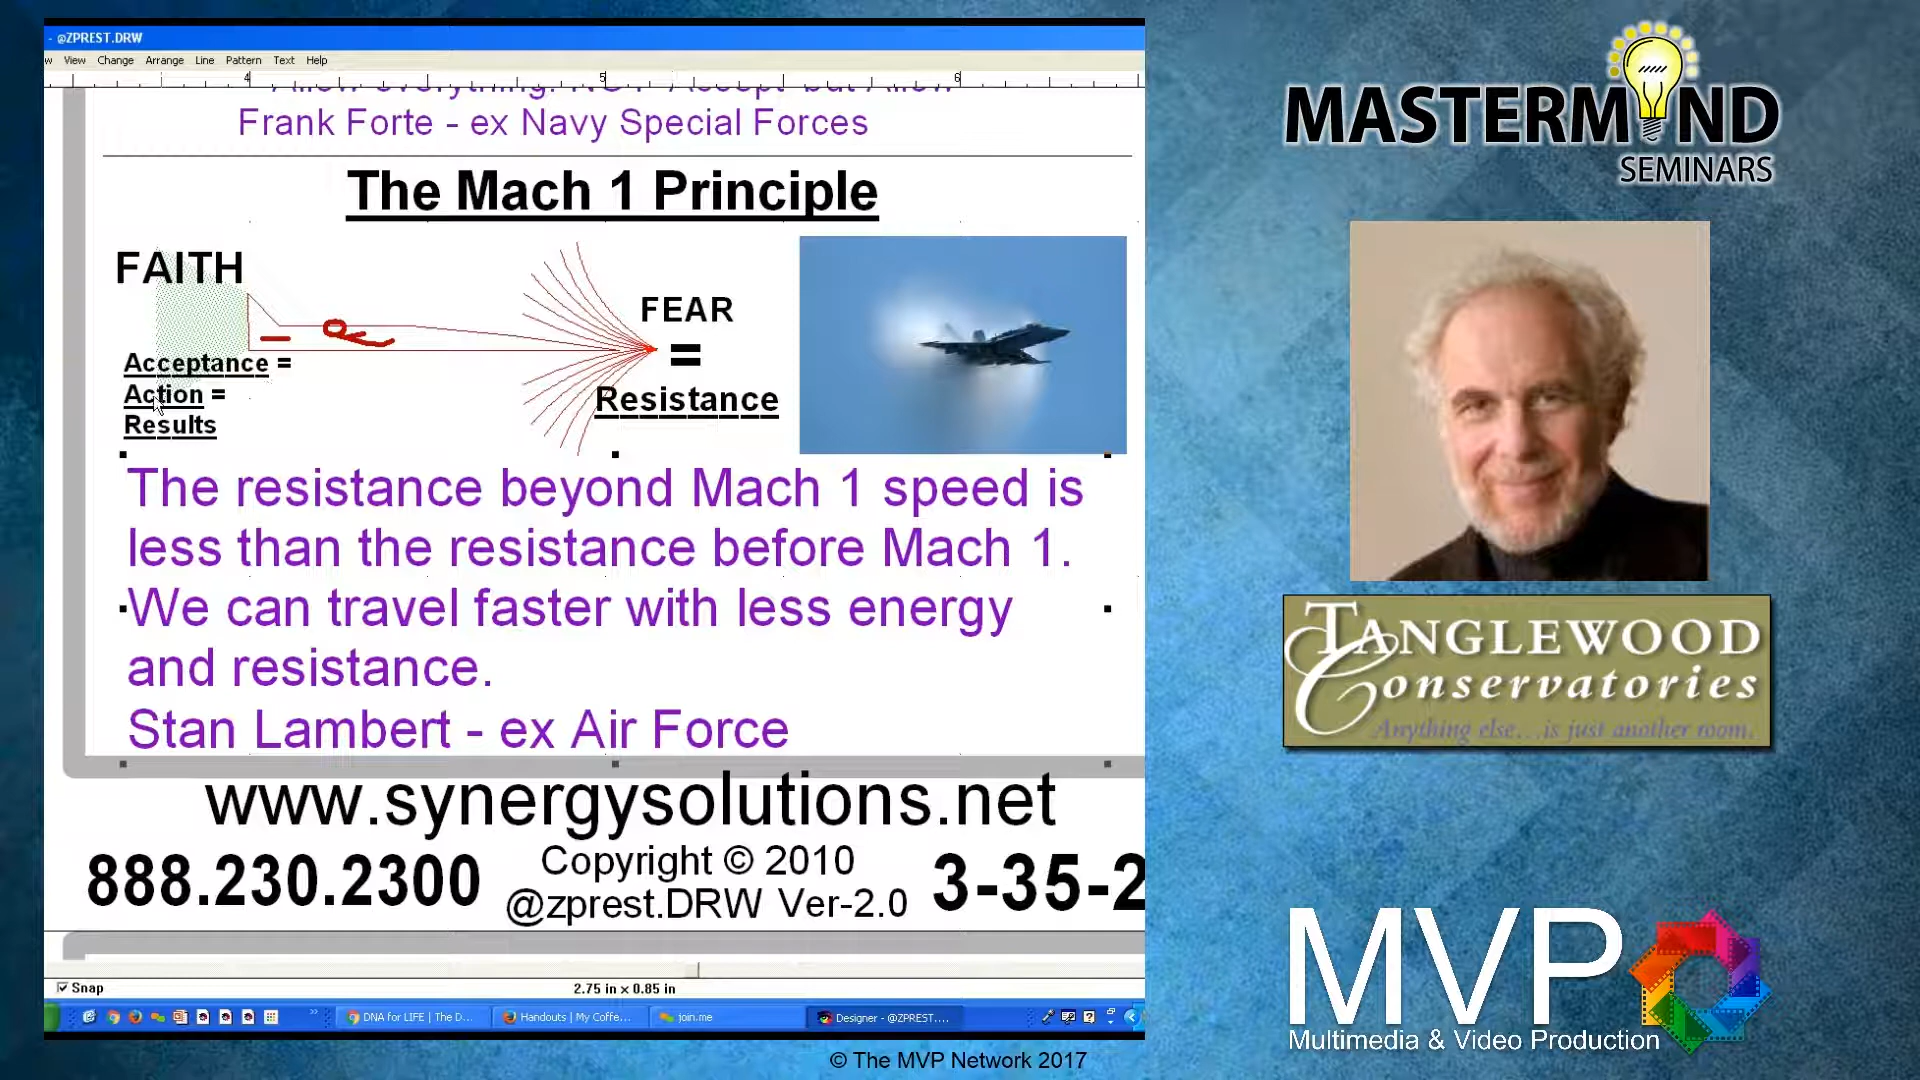 - @ZPREST.DRW
w View Change Arrange Line Pattern Text Help
4 5 6
Frank Forte - ex Navy Special Forces
The Mach 1 Principle
FAITH
FEAR
=
Resistance
Acceptance =
Action =
Results
The resistance beyond Mach 1 speed is
less than the resistance before Mach 1.
We can travel faster with less energy
and resistance.
Stan Lambert - ex Air Force
www.synergysolutions.net
888.230.2300
Copyright © 2010
@zprest.DRW Ver-2.0
3-35-2
Snap
2.75 in x 0.85 in
DNA for LIFE | The D...
Handouts | My Coffe...
join.me
Designer - @ZPREST....
MASTERMIND
SEMINARS
TANGLEWOOD
Conservatories
Anything else...is just another room.
MVP
Multimedia & Video Production
© The MVP Network 2017